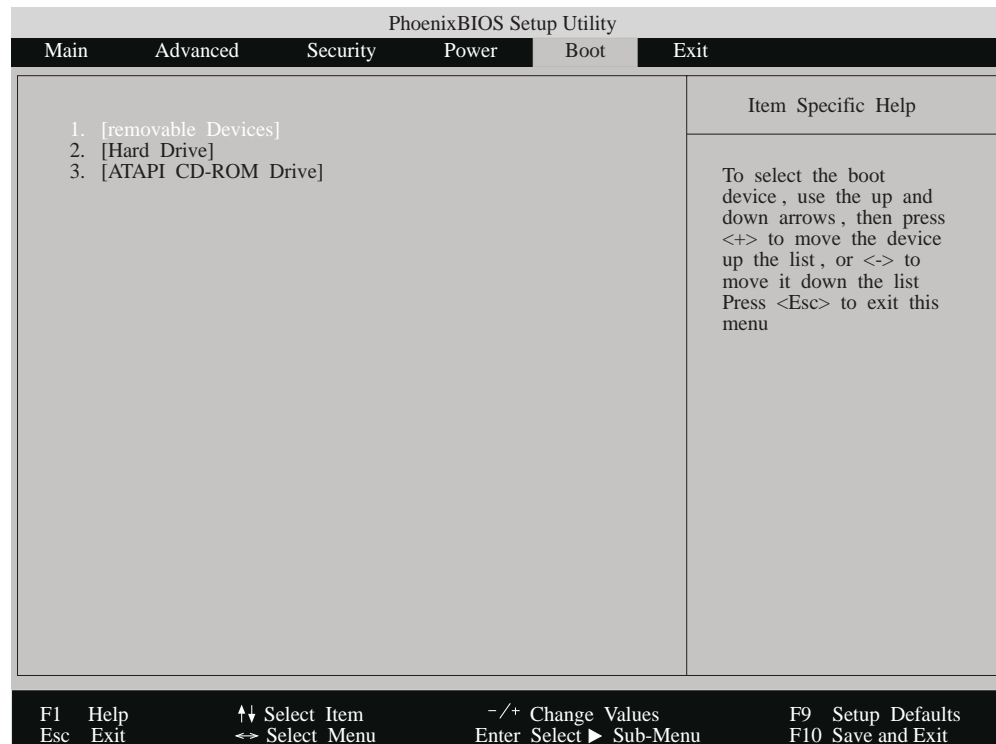 PhoenixBIOS Setup Utility
Main Advanced Security Power Boot Exit
1. [removable Devices]
2. [Hard Drive]
3. [ATAPI CD-ROM Drive]
Item Specific Help
To select the boot
device , use the up and
down arrows , then press
<+> to move the device
up the list , or <-> to
move it down the list
Press <Esc> to exit this
menu
F1 Help ↑↓ Select Item -/+ Change Values F9 Setup Defaults
Esc Exit ↔ Select Menu Enter Select ▶ Sub-Menu F10 Save and Exit